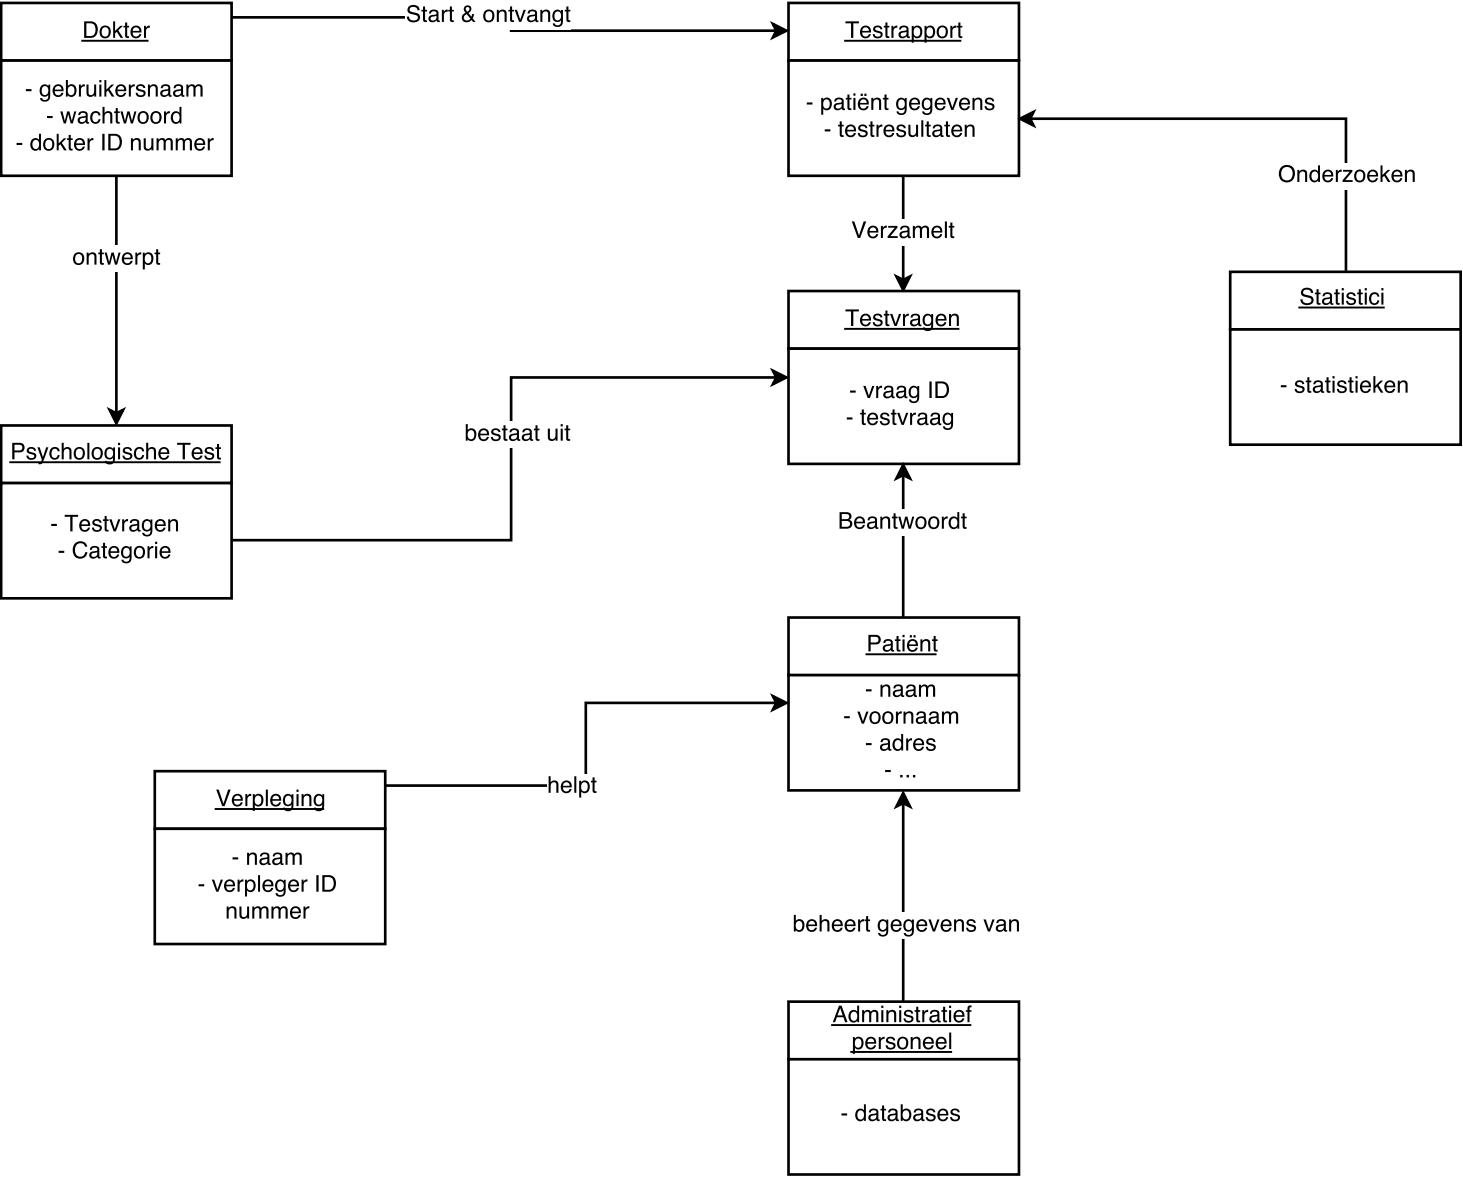 Dokter
- gebruikersnaam
- wachtwoord
- dokter ID nummer
Start & ontvangt
Testrapport
- patiënt gegevens
- testresultaten
Onderzoeken
Verzamelt
ontwerpt
Testvragen
- vraag ID
- testvraag
Statistici
- statistieken
bestaat uit
Psychologische Test
- Testvragen
- Categorie
Beantwoordt
Patiënt
- naam
- voornaam
- adres
- ...
helpt
Verpleging
- naam
- verpleger ID
nummer
beheert gegevens van
Administratief
personeel
- databases